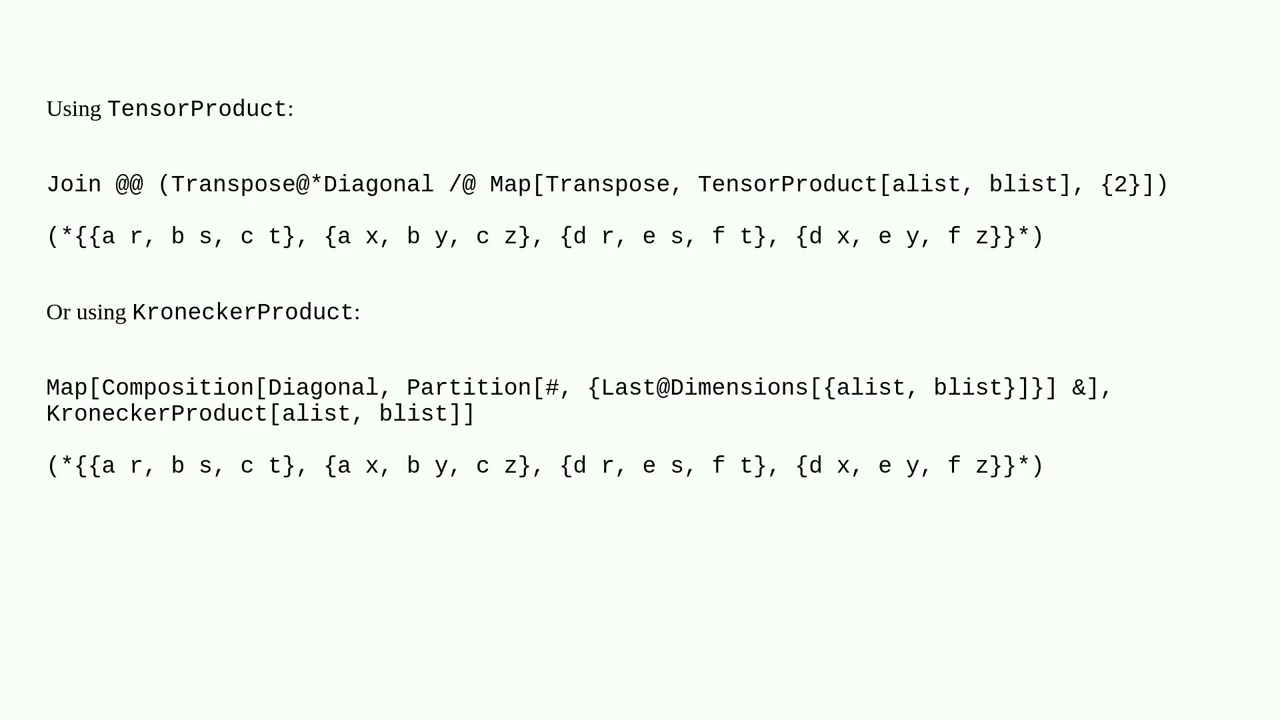 Using TensorProduct:
Join @@ (Transpose@*Diagonal /@ Map[Transpose, TensorProduct[alist, blist], {2}])
(*{{a r, b s, c t}, {a x, b y, c z}, {d r, e s, f t}, {d x, e y, f z}}*)
Or using KroneckerProduct:
Map[Composition[Diagonal, Partition[#, {Last@Dimensions[{alist, blist}]}] &],
KroneckerProduct[alist, blist]]
(*{{a r, b s, c t}, {a x, b y, c z}, {d r, e s, f t}, {d x, e y, f z}}*)